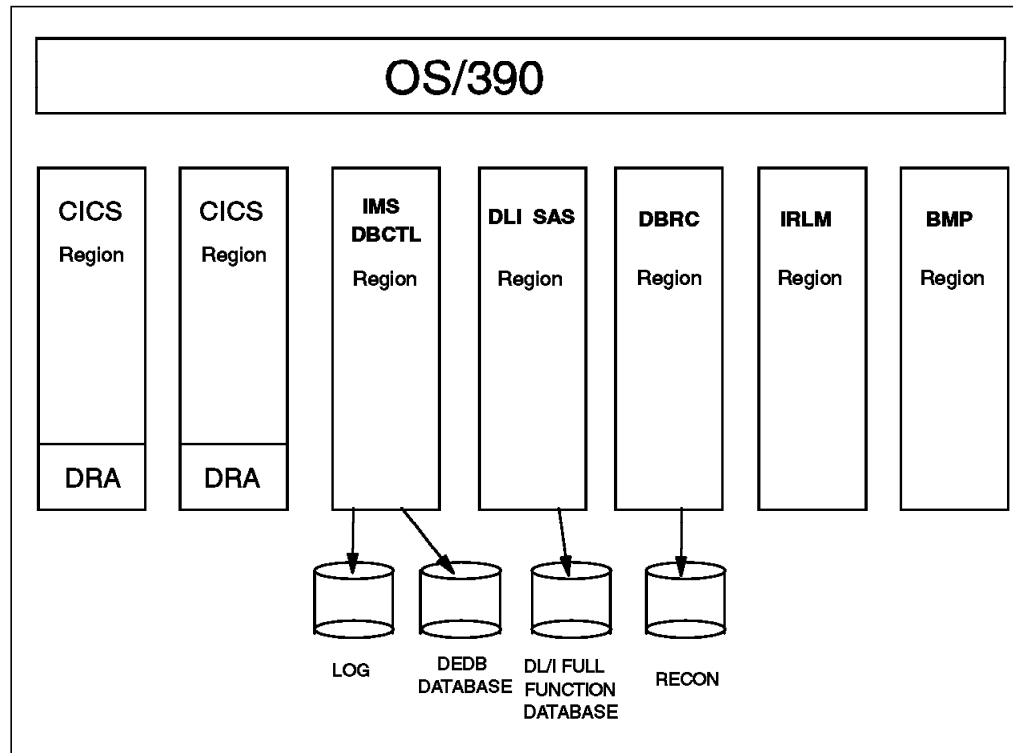 OS/390
CICS
Region
DRA
CICS
Region
DRA
IMS
DBCTL
Region
DLI SAS
Region
DBRC
Region
IRLM
Region
BMP
Region
LOG
DEDB
DATABASE
DL/I FULL
FUNCTION
DATABASE
RECON